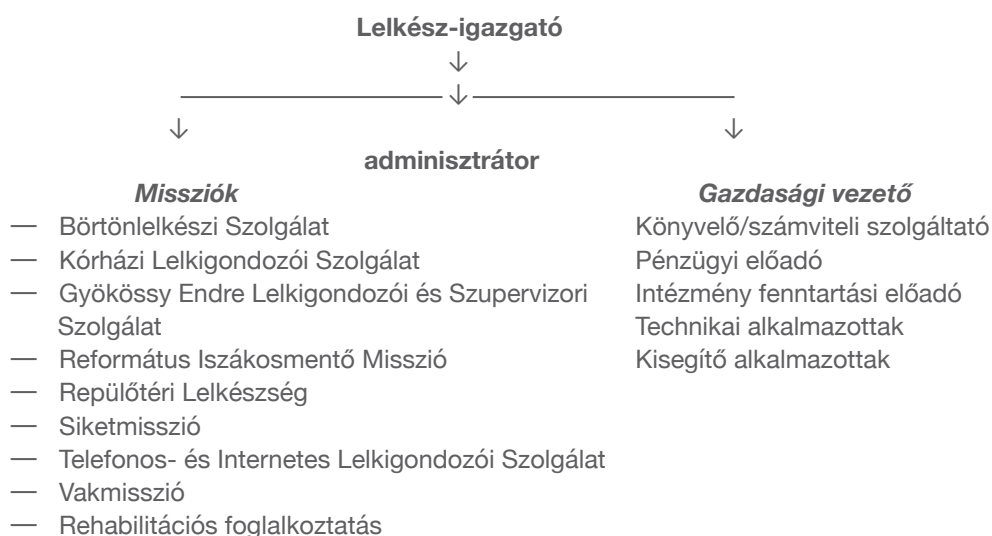 Lelkész-igazgató
adminisztrátor
Missziók
— Börtönlelkészi Szolgálat
— Kórházi Lelkigondozói Szolgálat
— Gyökössy Endre Lelkigondozói és Szupervizori
Szolgálat
— Református Iszákosmentő Misszió
— Repülőtéri Lelkészség
— Siketmisszió
— Telefonos- és Internetes Lelkigondozói Szolgálat
— Vakmisszió
— Rehabilitációs foglalkoztatás
Gazdasági vezető
Könyvelő/számviteli szolgáltató
Pénzügyi előadó
Intézmény fenntartási előadó
Technikai alkalmazottak
Kisegítő alkalmazottak